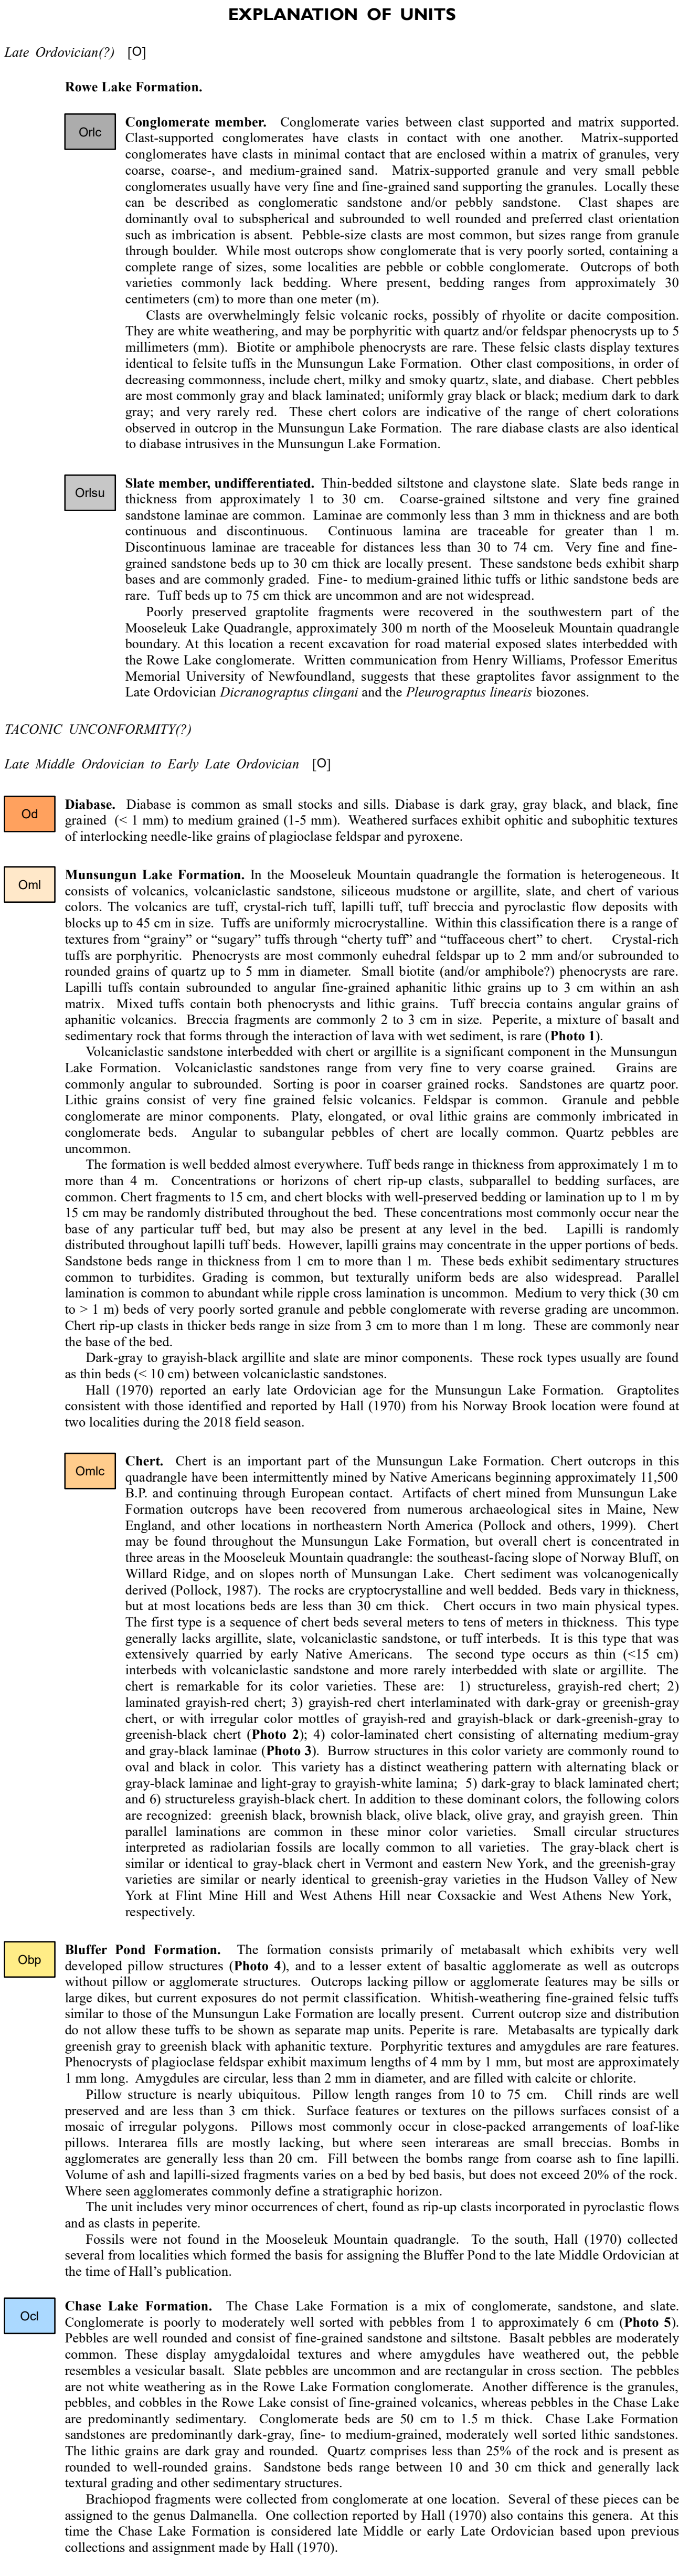 EXPLANATION OF UNITS
Late Ordovician(?) [O]
Rowe Lake Formation.
Orlc
Conglomerate member. Conglomerate varies between clast supported and matrix supported.
Clast-supported conglomerates have clasts in contact with one another. Matrix-supported
conglomerates have clasts in minimal contact that are enclosed within a matrix of granules, very
coarse, coarse-, and medium-grained sand. Matrix-supported granule and very small pebble
conglomerates usually have very fine and fine-grained sand supporting the granules. Locally these
can be described as conglomeratic sandstone and/or pebbly sandstone. Clast shapes are
dominantly oval to subspherical and subrounded to well rounded and preferred clast orientation
such as imbrication is absent. Pebble-size clasts are most common, but sizes range from granule
through boulder. While most outcrops show conglomerate that is very poorly sorted, containing a
complete range of sizes, some localities are pebble or cobble conglomerate. Outcrops of both
varieties commonly lack bedding. Where present, bedding ranges from approximately 30
centimeters (cm) to more than one meter (m).
Clasts are overwhelmingly felsic volcanic rocks, possibly of rhyolite or dacite composition.
They are white weathering, and may be porphyritic with quartz and/or feldspar phenocrysts up to 5
millimeters (mm). Biotite or amphibole phenocrysts are rare. These felsic clasts display textures
identical to felsite tuffs in the Munsungun Lake Formation. Other clast compositions, in order of
decreasing commonness, include chert, milky and smoky quartz, slate, and diabase. Chert pebbles
are most commonly gray and black laminated; uniformly gray black or black; medium dark to dark
gray; and very rarely red. These chert colors are indicative of the range of chert colorations
observed in outcrop in the Munsungun Lake Formation. The rare diabase clasts are also identical
to diabase intrusives in the Munsungun Lake Formation.
Orlsu
Slate member, undifferentiated. Thin-bedded siltstone and claystone slate. Slate beds range in
thickness from approximately 1 to 30 cm. Coarse-grained siltstone and very fine grained
sandstone laminae are common. Laminae are commonly less than 3 mm in thickness and are both
continuous and discontinuous. Continuous lamina are traceable for greater than 1 m.
Discontinuous laminae are traceable for distances less than 30 to 74 cm. Very fine and fine-
grained sandstone beds up to 30 cm thick are locally present. These sandstone beds exhibit sharp
bases and are commonly graded. Fine- to medium-grained lithic tuffs or lithic sandstone beds are
rare. Tuff beds up to 75 cm thick are uncommon and are not widespread.
Poorly preserved graptolite fragments were recovered in the southwestern part of the
Mooseleuk Lake Quadrangle, approximately 300 m north of the Mooseleuk Mountain quadrangle
boundary. At this location a recent excavation for road material exposed slates interbedded with
the Rowe Lake conglomerate. Written communication from Henry Williams, Professor Emeritus
Memorial University of Newfoundland, suggests that these graptolites favor assignment to the
Late Ordovician Dicranograptus clingani and the Pleurograptus linearis biozones.
TACONIC UNCONFORMITY(?)
Late Middle Ordovician to Early Late Ordovician [O]
Od
Diabase. Diabase is common as small stocks and sills. Diabase is dark gray, gray black, and black, fine
grained (< 1 mm) to medium grained (1-5 mm). Weathered surfaces exhibit ophitic and subophitic textures
of interlocking needle-like grains of plagioclase feldspar and pyroxene.
Oml
Munsungun Lake Formation. In the Mooseleuk Mountain quadrangle the formation is heterogeneous. It
consists of volcanics, volcaniclastic sandstone, siliceous mudstone or argillite, slate, and chert of various
colors. The volcanics are tuff, crystal-rich tuff, lapilli tuff, tuff breccia and pyroclastic flow deposits with
blocks up to 45 cm in size. Tuffs are uniformly microcrystalline. Within this classification there is a range of
textures from “grainy” or “sugary” tuffs through “cherty tuff” and “tuffaceous chert” to chert. Crystal-rich
tuffs are porphyritic. Phenocrysts are most commonly euhedral feldspar up to 2 mm and/or subrounded to
rounded grains of quartz up to 5 mm in diameter. Small biotite (and/or amphibole?) phenocrysts are rare.
Lapilli tuffs contain subrounded to angular fine-grained aphanitic lithic grains up to 3 cm within an ash
matrix. Mixed tuffs contain both phenocrysts and lithic grains. Tuff breccia contains angular grains of
aphanitic volcanics. Breccia fragments are commonly 2 to 3 cm in size. Peperite, a mixture of basalt and
sedimentary rock that forms through the interaction of lava with wet sediment, is rare (Photo 1).
Volcaniclastic sandstone interbedded with chert or argillite is a significant component in the Munsungun
Lake Formation. Volcaniclastic sandstones range from very fine to very coarse grained. Grains are
commonly angular to subrounded. Sorting is poor in coarser grained rocks. Sandstones are quartz poor.
Lithic grains consist of very fine grained felsic volcanics. Feldspar is common. Granule and pebble
conglomerate are minor components. Platy, elongated, or oval lithic grains are commonly imbricated in
conglomerate beds. Angular to subangular pebbles of chert are locally common. Quartz pebbles are
uncommon.
The formation is well bedded almost everywhere. Tuff beds range in thickness from approximately 1 m to
more than 4 m. Concentrations or horizons of chert rip-up clasts, subparallel to bedding surfaces, are
common. Chert fragments to 15 cm, and chert blocks with well-preserved bedding or lamination up to 1 m by
15 cm may be randomly distributed throughout the bed. These concentrations most commonly occur near the
base of any particular tuff bed, but may also be present at any level in the bed. Lapilli is randomly
distributed throughout lapilli tuff beds. However, lapilli grains may concentrate in the upper portions of beds.
Sandstone beds range in thickness from 1 cm to more than 1 m. These beds exhibit sedimentary structures
common to turbidites. Grading is common, but texturally uniform beds are also widespread. Parallel
lamination is common to abundant while ripple cross lamination is uncommon. Medium to very thick (30 cm
to > 1 m) beds of very poorly sorted granule and pebble conglomerate with reverse grading are uncommon.
Chert rip-up clasts in thicker beds range in size from 3 cm to more than 1 m long. These are commonly near
the base of the bed.
Dark-gray to grayish-black argillite and slate are minor components. These rock types usually are found
as thin beds (< 10 cm) between volcaniclastic sandstones.
Hall (1970) reported an early late Ordovician age for the Munsungun Lake Formation. Graptolites
consistent with those identified and reported by Hall (1970) from his Norway Brook location were found at
two localities during the 2018 field season.
Omlc
Chert. Chert is an important part of the Munsungun Lake Formation. Chert outcrops in this
quadrangle have been intermittently mined by Native Americans beginning approximately 11,500
B.P. and continuing through European contact. Artifacts of chert mined from Munsungun Lake
Formation outcrops have been recovered from numerous archaeological sites in Maine, New
England, and other locations in northeastern North America (Pollock and others, 1999). Chert
may be found throughout the Munsungun Lake Formation, but overall chert is concentrated in
three areas in the Mooseleuk Mountain quadrangle: the southeast-facing slope of Norway Bluff, on
Willard Ridge, and on slopes north of Munsungan Lake. Chert sediment was volcanogenically
derived (Pollock, 1987). The rocks are cryptocrystalline and well bedded. Beds vary in thickness,
but at most locations beds are less than 30 cm thick. Chert occurs in two main physical types.
The first type is a sequence of chert beds several meters to tens of meters in thickness. This type
generally lacks argillite, slate, volcaniclastic sandstone, or tuff interbeds. It is this type that was
extensively quarried by early Native Americans. The second type occurs as thin (<15 cm)
interbeds with volcaniclastic sandstone and more rarely interbedded with slate or argillite. The
chert is remarkable for its color varieties. These are: 1) structureless, grayish-red chert; 2)
laminated grayish-red chert; 3) grayish-red chert interlaminated with dark-gray or greenish-gray
chert, or with irregular color mottles of grayish-red and grayish-black or dark-greenish-gray to
greenish-black chert (Photo 2); 4) color-laminated chert consisting of alternating medium-gray
and gray-black laminae (Photo 3). Burrow structures in this color variety are commonly round to
oval and black in color. This variety has a distinct weathering pattern with alternating black or
gray-black laminae and light-gray to grayish-white lamina; 5) dark-gray to black laminated chert;
and 6) structureless grayish-black chert. In addition to these dominant colors, the following colors
are recognized: greenish black, brownish black, olive black, olive gray, and grayish green. Thin
parallel laminations are common in these minor color varieties. Small circular structures
interpreted as radiolarian fossils are locally common to all varieties. The gray-black chert is
similar or identical to gray-black chert in Vermont and eastern New York, and the greenish-gray
varieties are similar or nearly identical to greenish-gray varieties in the Hudson Valley of New
York at Flint Mine Hill and West Athens Hill near Coxsackie and West Athens New York,
respectively.
Obp
Bluffer Pond Formation. The formation consists primarily of metabasalt which exhibits very well
developed pillow structures (Photo 4), and to a lesser extent of basaltic agglomerate as well as outcrops
without pillow or agglomerate structures. Outcrops lacking pillow or agglomerate features may be sills or
large dikes, but current exposures do not permit classification. Whitish-weathering fine-grained felsic tuffs
similar to those of the Munsungun Lake Formation are locally present. Current outcrop size and distribution
do not allow these tuffs to be shown as separate map units. Peperite is rare. Metabasalts are typically dark
greenish gray to greenish black with aphanitic texture. Porphyritic textures and amygdules are rare features.
Phenocrysts of plagioclase feldspar exhibit maximum lengths of 4 mm by 1 mm, but most are approximately
1 mm long. Amygdules are circular, less than 2 mm in diameter, and are filled with calcite or chlorite.
Pillow structure is nearly ubiquitous. Pillow length ranges from 10 to 75 cm. Chill rinds are well
preserved and are less than 3 cm thick. Surface features or textures on the pillows surfaces consist of a
mosaic of irregular polygons. Pillows most commonly occur in close-packed arrangements of loaf-like
pillows. Interarea fills are mostly lacking, but where seen interareas are small breccias. Bombs in
agglomerates are generally less than 20 cm. Fill between the bombs range from coarse ash to fine lapilli.
Volume of ash and lapilli-sized fragments varies on a bed by bed basis, but does not exceed 20% of the rock.
Where seen agglomerates commonly define a stratigraphic horizon.
The unit includes very minor occurrences of chert, found as rip-up clasts incorporated in pyroclastic flows
and as clasts in peperite.
Fossils were not found in the Mooseleuk Mountain quadrangle. To the south, Hall (1970) collected
several from localities which formed the basis for assigning the Bluffer Pond to the late Middle Ordovician at
the time of Hall’s publication.
Ocl
Chase Lake Formation. The Chase Lake Formation is a mix of conglomerate, sandstone, and slate.
Conglomerate is poorly to moderately well sorted with pebbles from 1 to approximately 6 cm (Photo 5).
Pebbles are well rounded and consist of fine-grained sandstone and siltstone. Basalt pebbles are moderately
common. These display amygdaloidal textures and where amygdules have weathered out, the pebble
resembles a vesicular basalt. Slate pebbles are uncommon and are rectangular in cross section. The pebbles
are not white weathering as in the Rowe Lake Formation conglomerate. Another difference is the granules,
pebbles, and cobbles in the Rowe Lake consist of fine-grained volcanics, whereas pebbles in the Chase Lake
are predominantly sedimentary. Conglomerate beds are 50 cm to 1.5 m thick. Chase Lake Formation
sandstones are predominantly dark-gray, fine- to medium-grained, moderately well sorted lithic sandstones.
The lithic grains are dark gray and rounded. Quartz comprises less than 25% of the rock and is present as
rounded to well-rounded grains. Sandstone beds range between 10 and 30 cm thick and generally lack
textural grading and other sedimentary structures.
Brachiopod fragments were collected from conglomerate at one location. Several of these pieces can be
assigned to the genus Dalmanella. One collection reported by Hall (1970) also contains this genera. At this
time the Chase Lake Formation is considered late Middle or early Late Ordovician based upon previous
collections and assignment made by Hall (1970).